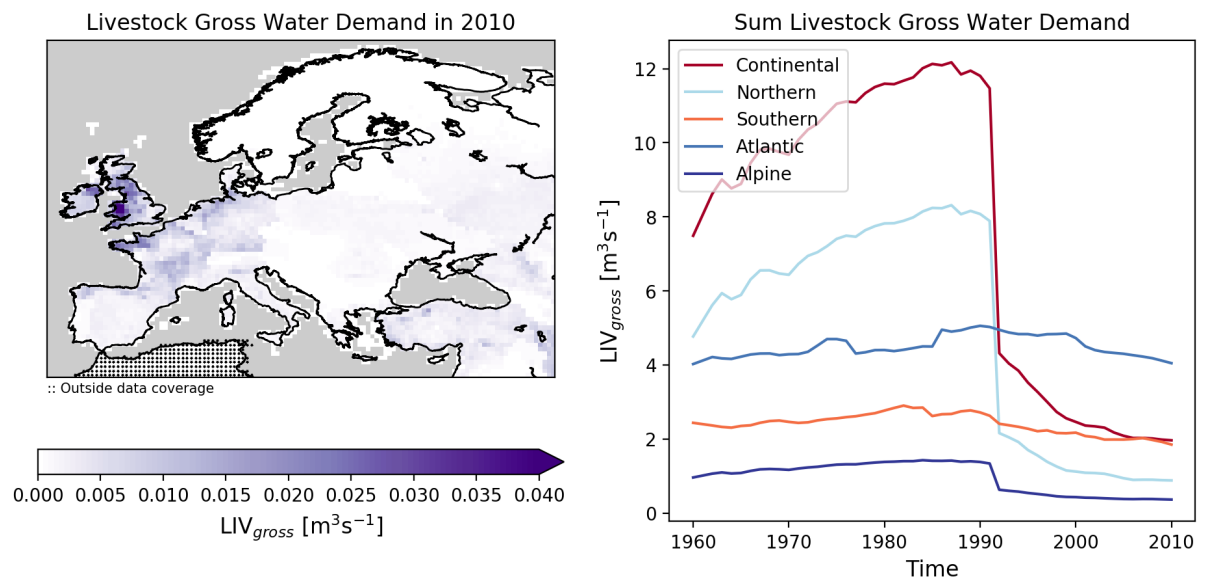 Livestock Gross Water Demand in 2010
:: Outside data coverage
0.000 0.005 0.010 0.015 0.020 0.025 0.030 0.035 0.040
LIVgross [m³s⁻¹]
Sum Livestock Gross Water Demand
Continental
Northern
Southern
Atlantic
Alpine
12
10
8
6
4
2
0
LIVgross [m³s⁻¹]
1960 1970 1980 1990 2000 2010
Time